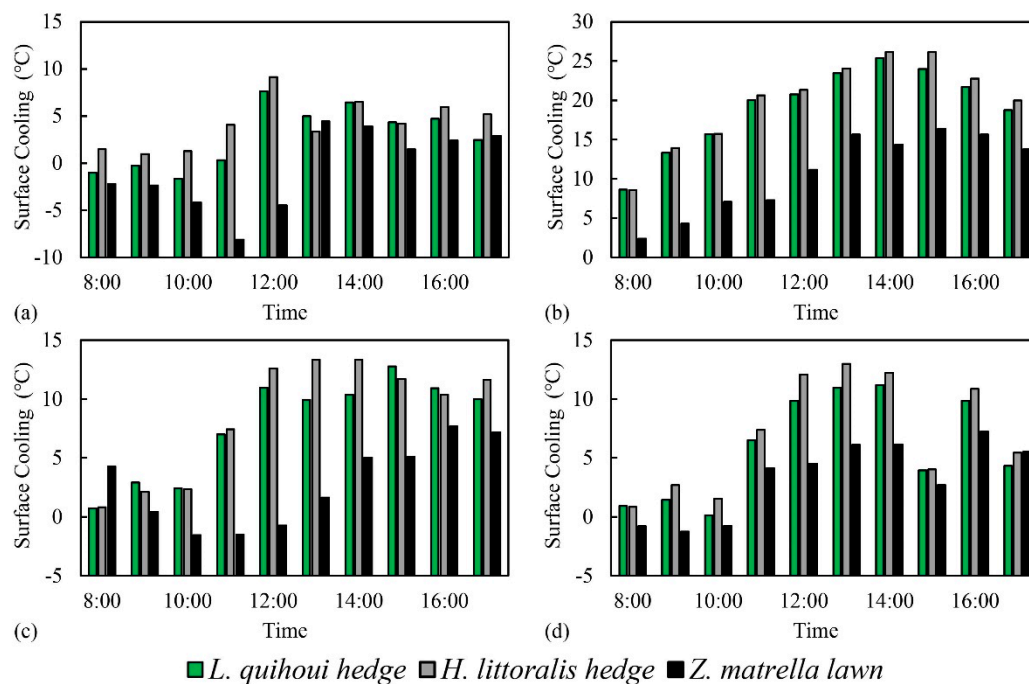 15
10
5
0
-5
-10
Surface Cooling (℃)
8:00 10:00 12:00 14:00 16:00
(a) Time
30
25
20
15
10
5
0
Surface Cooling (℃)
8:00 10:00 12:00 14:00 16:00
(b) Time
15
10
5
0
-5
Surface Cooling (℃)
8:00 10:00 12:00 14:00 16:00
(c) Time
15
10
5
0
-5
Surface Cooling (℃)
8:00 10:00 12:00 14:00 16:00
(d) Time
L. quihoui hedge H. littoralis hedge Z. matrella lawn